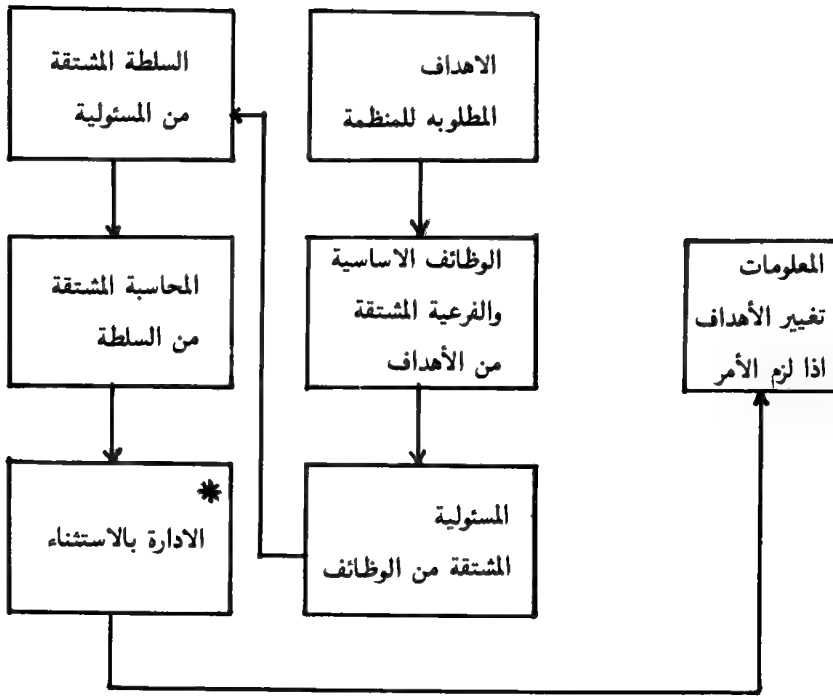 المعلومات
تغيير الأهداف
اذا لزم الأمر
الاهداف
المطلوبه للمنظمة
الوظائف الاساسية
والفرعية المشتقة
من الأهداف
المسئولية
المشتقة من الوظائف
السلطة المشتقة
من المسئولية
المحاسبة المشتقة
من السلطة
*
الادارة بالاستثناء